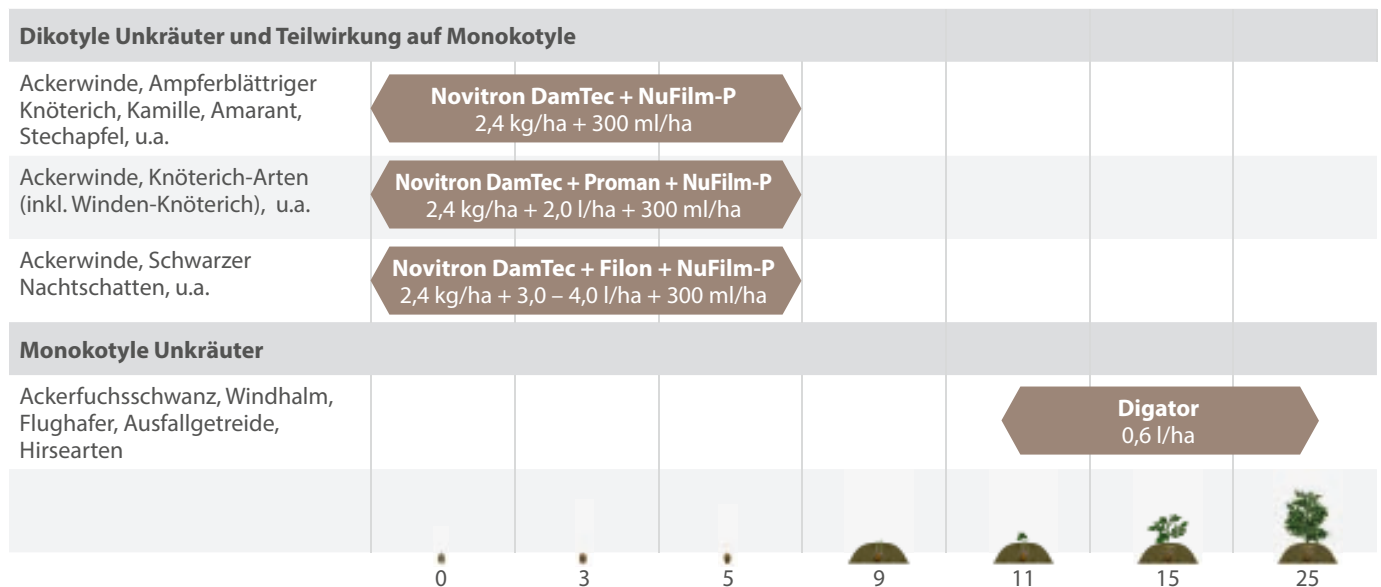 Dikotyle Unkräuter und Teilwirkung auf Monokotyle
Ackerwinde, Ampferblättriger
Knöterich, Kamille, Amarant,
Stechapfel, u.a.
Novitron DamTec + NuFilm-P
2,4 kg/ha + 300 ml/ha
Ackerwinde, Knöterich-Arten
(inkl. Winden-Knöterich), u.a.
Novitron DamTec + Proman + NuFilm-P
2,4 kg/ha + 2,0 l/ha + 300 ml/ha
Ackerwinde, Schwarzer
Nachtschatten, u.a.
Novitron DamTec + Filon + NuFilm-P
2,4 kg/ha + 3,0 – 4,0 l/ha + 300 ml/ha
Monokotyle Unkräuter
Ackerfuchsschwanz, Windhalm,
Flughafer, Ausfallgetreide,
Hirsearten
Digator
0,6 l/ha
0 3 5 9 11 15 25